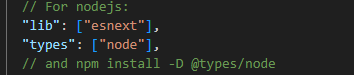 // For nodejs:
"lib": ["esnext"],
"types": ["node"],
// and npm install -D @types/node